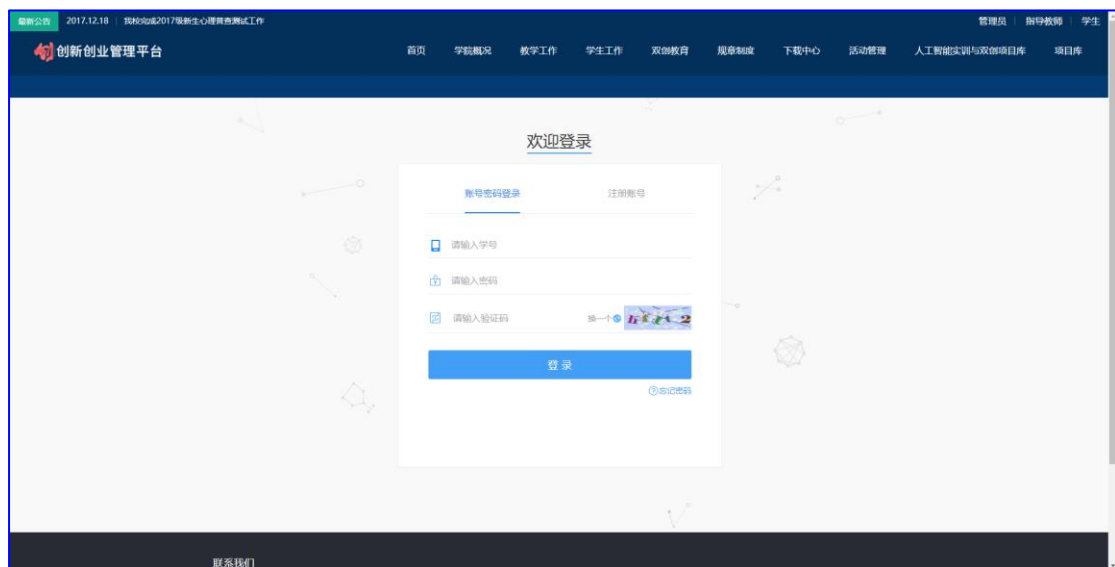 最新公告 2017.12.18 我校完成2017级新生心理普查测试工作 管理员 指导教师 学生
创 创新创业管理平台 首页 学院概况 教学工作 学生工作 双创教育 规章制度 下载中心 活动管理 人工智能实训与双创项目库 项目库
欢迎登录
账号密码登录 注册账号
请输入学号
请输入密码
请输入验证码 换一个
登 录
忘记密码
联系我们